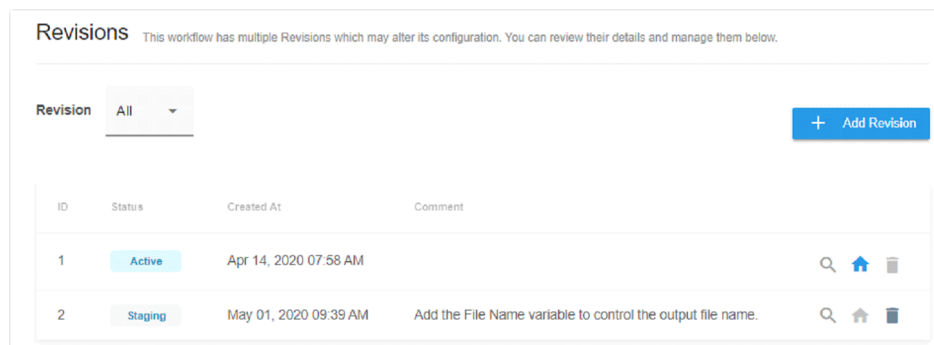 Revisions This workflow has multiple Revisions which may alter its configuration. You can review their details and manage them below.
Revision All
+ Add Revision
ID Status Created At Comment
1 Active Apr 14, 2020 07:58 AM
2 Staging May 01, 2020 09:39 AM Add the File Name variable to control the output file name.